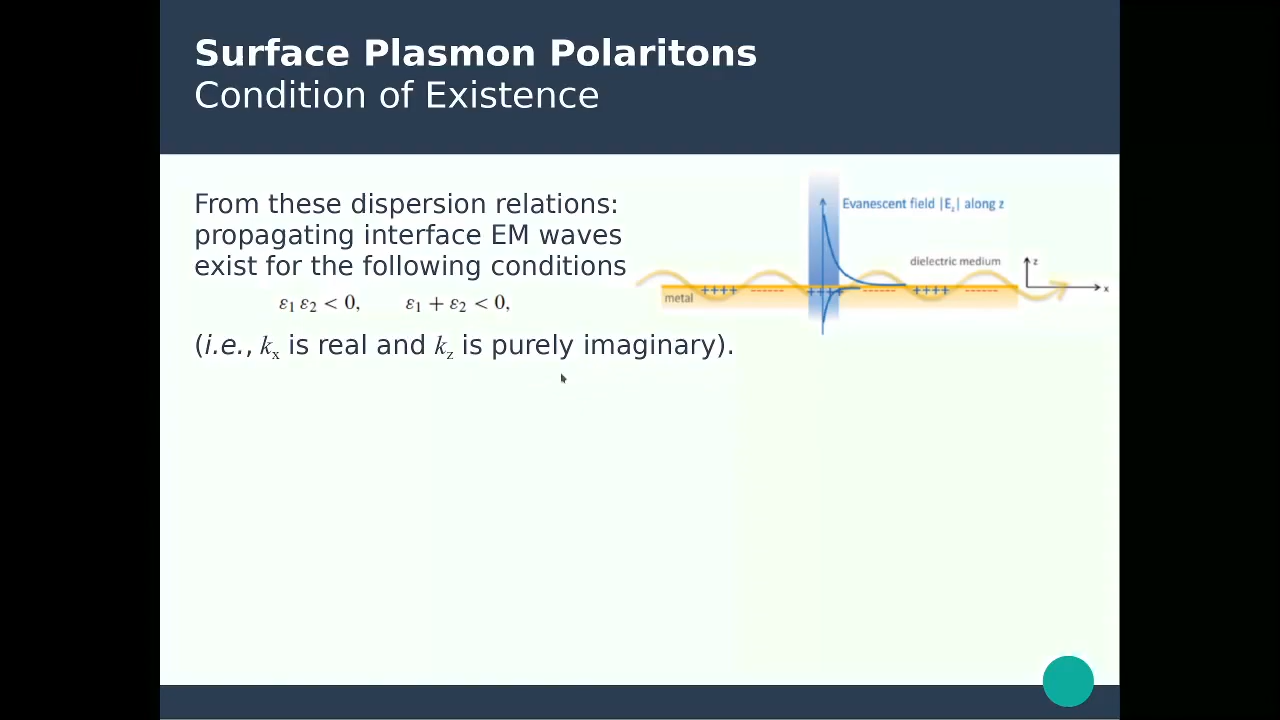 Surface Plasmon Polaritons
Condition of Existence
From these dispersion relations:
propagating interface EM waves
exist for the following conditions
ε₁ ε₂ < 0, ε₁ + ε₂ < 0,
(i.e., kₓ is real and k_z is purely imaginary).
Evanescent field |E_z| along z
dielectric medium
z
x
metal
++++ ------ ++++ ------ ++++ ------